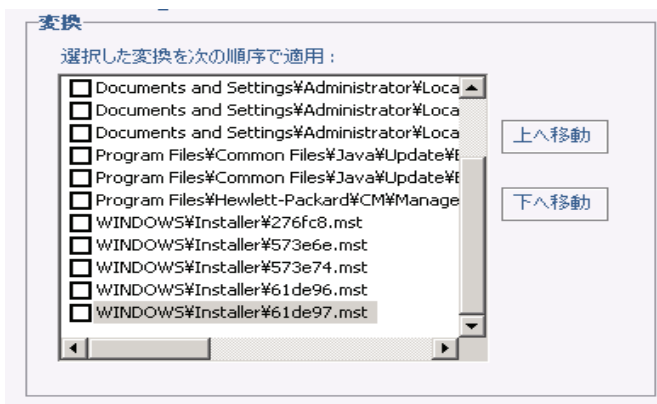 変換
選択した変換を次の順序で適用：
Documents and Settings¥Administrator¥Loca
Documents and Settings¥Administrator¥Loca
Documents and Settings¥Administrator¥Loca
Program Files¥Common Files¥Java¥Update¥B
Program Files¥Common Files¥Java¥Update¥B
Program Files¥Hewlett-Packard¥CM¥Manage
WINDOWS¥Installer¥276fc8.mst
WINDOWS¥Installer¥573e6e.mst
WINDOWS¥Installer¥573e74.mst
WINDOWS¥Installer¥61de96.mst
WINDOWS¥Installer¥61de97.mst
上へ移動
下へ移動